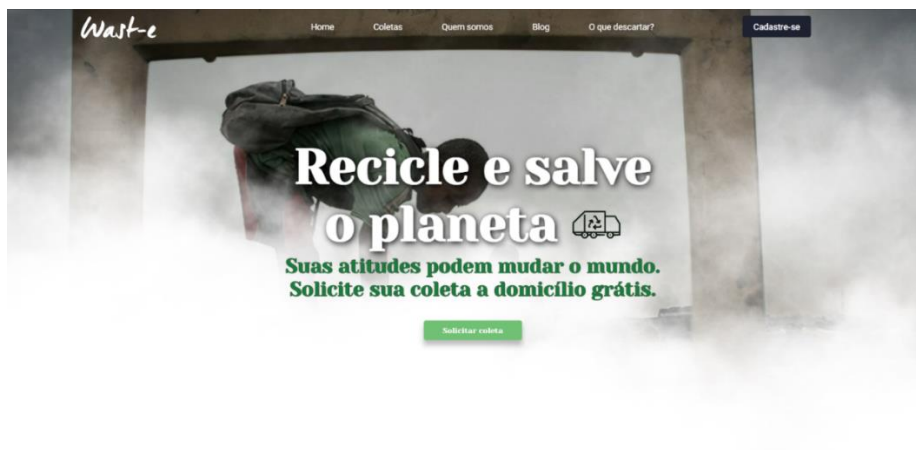 Wast-e
Home Coletas Quem somos Blog O que descartar? Cadastre-se
Recicle e salve
o planeta
Suas atitudes podem mudar o mundo.
Solicite sua coleta a domicílio grátis.
Solicitar coleta